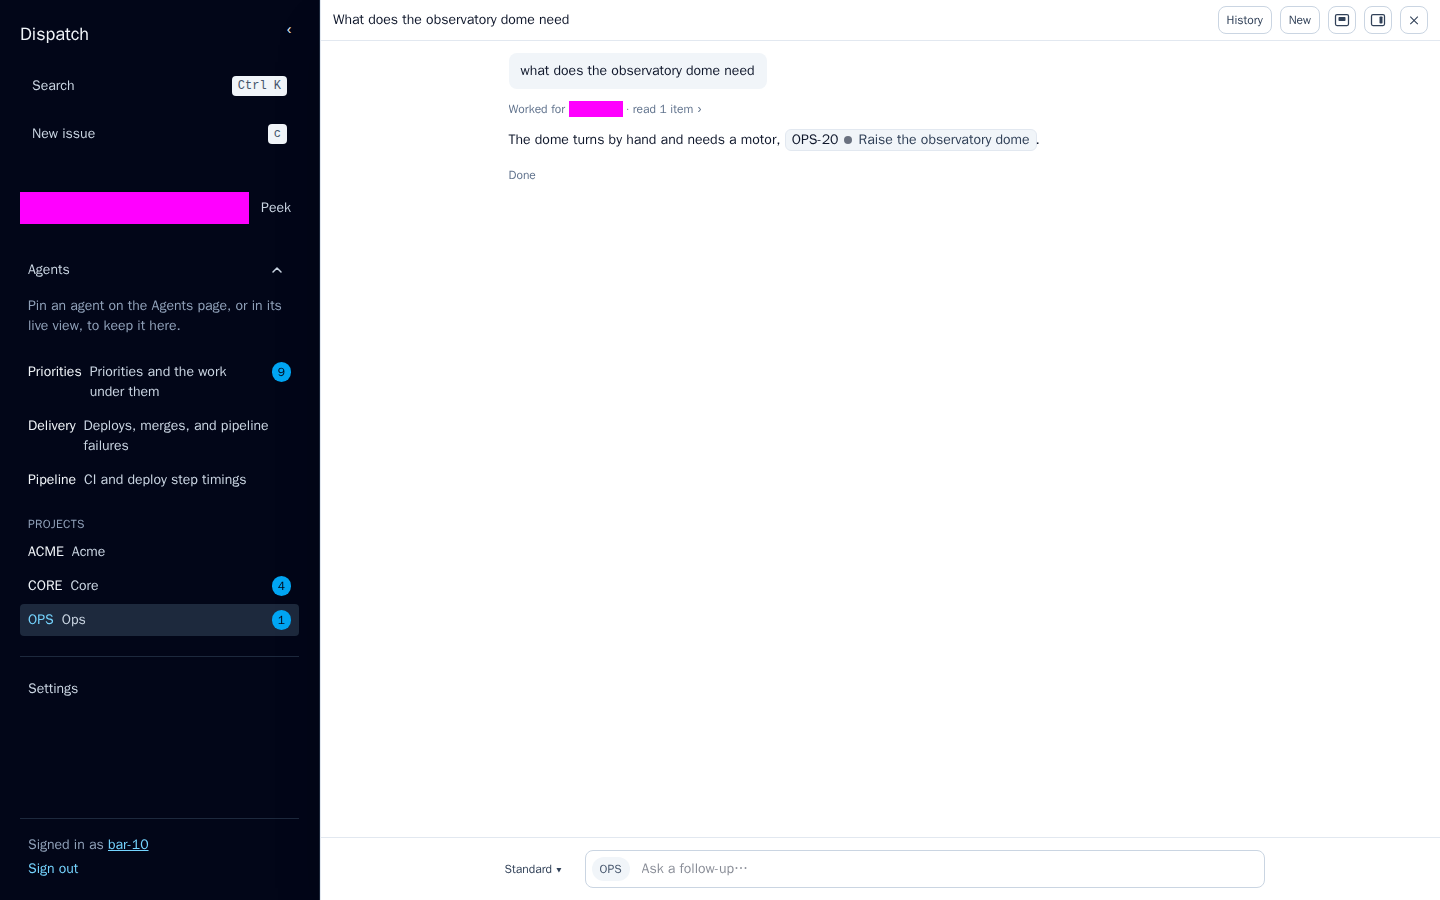 Dispatch
Search
Ctrl K
New issue
C
Peek
Agents
Pin an agent on the Agents page, or in its
live view, to keep it here.
Priorities Priorities and the work
under them
9
Delivery Deploys, merges, and pipeline
failures
Pipeline CI and deploy step timings
PROJECTS
ACME Acme
CORE Core 4
OPS Ops 1
Settings
Signed in as bar-10
Sign out
What does the observatory dome need
History
New
what does the observatory dome need
Worked for · read 1 item ›
The dome turns by hand and needs a motor, OPS-20 Raise the observatory dome.
Done
Standard ▾
OPS Ask a follow-up…